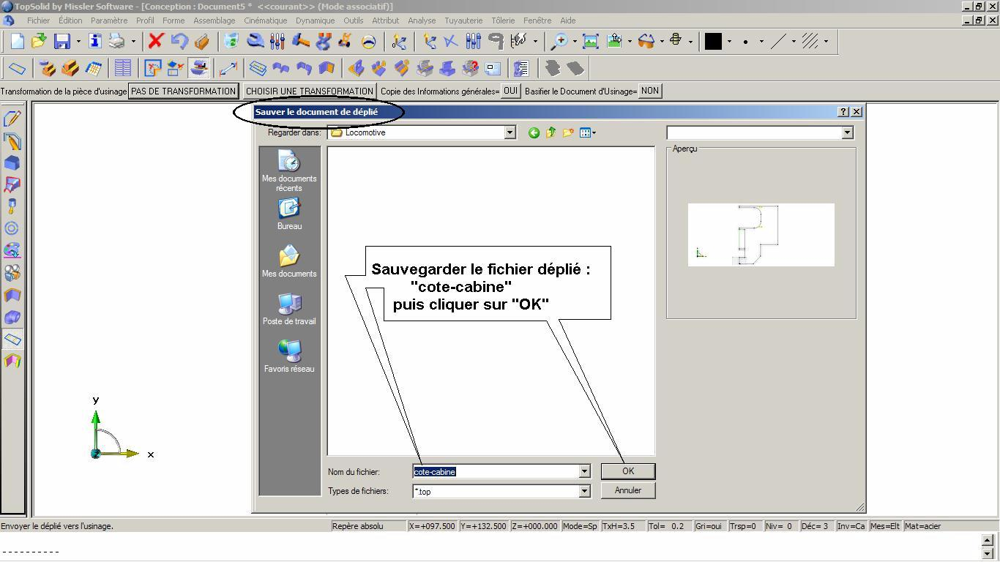 TopSolid by Missler Software - [Conception : Document5 *  <<courant>> (Mode associatif)]
Fichier Édition Paramètre Profil Forme Assemblage Cinématique Dynamique Outils Attribut Analyse Tuyauterie Tôlerie Fenêtre Aide
Transformation de la pièce d'usinage PAS DE TRANSFORMATION CHOISIR UNE TRANSFORMATION Copie des Informations générales= OUI Basifier le Document d'Usinage= NON
Sauver le document de déplié
Regarder dans: Locomotive
Aperçu
Mes documents
récents
Bureau
Mes documents
Poste de travail
Favoris réseau
Sauvegarder le fichier déplié :
"cote-cabine"
puis cliquer sur "OK"
y
x
z
Nom du fichier: cote-cabine OK
Types de fichiers: *.top Annuler
Envoyer le déplié vers l'usinage. Repère absolu X=+097.500 Y=+132.500 Z=+000.000 Mode=Sp TxH=3.5 Tol= 0.2 Gri=oui Trsp=0 Niv= 0 Déc= 3 Inv=Ca Mes=Elt Mat=acier
----------